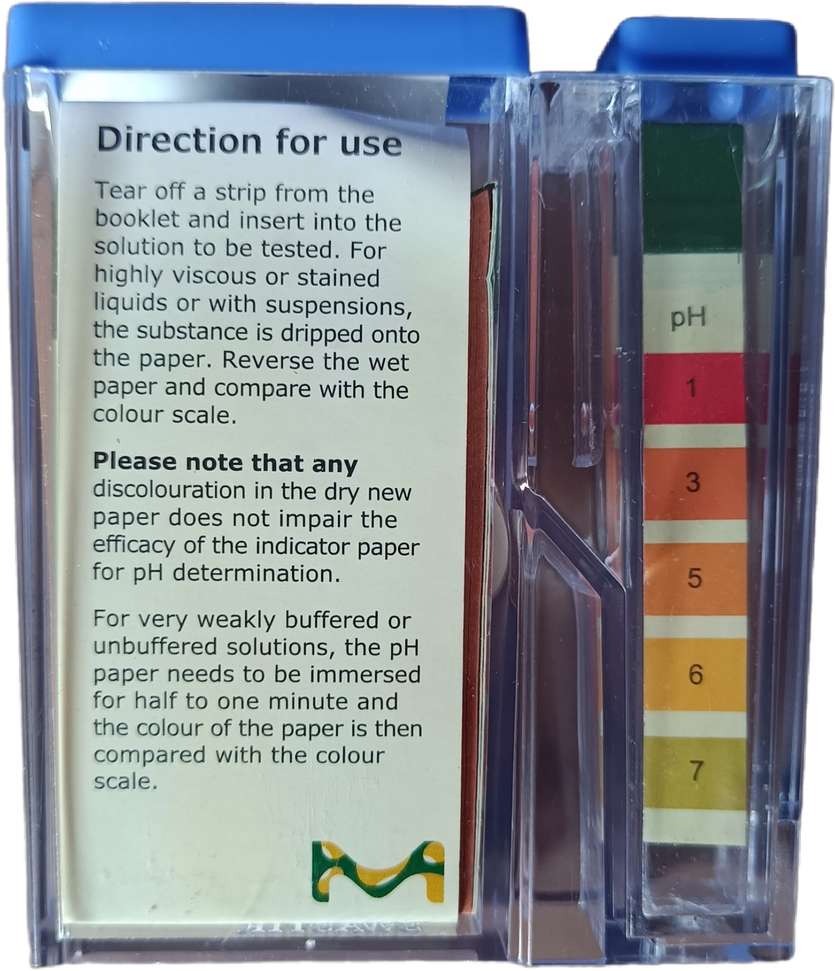 Direction for use
Tear off a strip from the
booklet and insert into the
solution to be tested. For
highly viscous or stained
liquids or with suspensions,
the substance is dripped onto
the paper. Reverse the wet
paper and compare with the
colour scale.
Please note that any
discolouration in the dry new
paper does not impair the
efficacy of the indicator paper
for pH determination.
For very weakly buffered or
unbuffered solutions, the pH
paper needs to be immersed
for half to one minute and
the colour of the paper is then
compared with the colour
scale.
pH
1
3
5
6
7